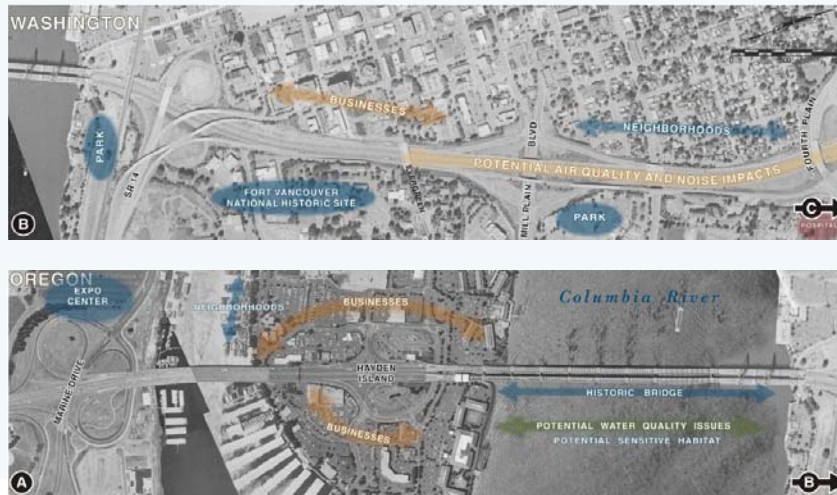 WASHINGTON
BUSINESSES
PARK
SR 14
BLVD
NEIGHBORHOODS
FOURTH PLAIN
POTENTIAL AIR QUALITY AND NOISE IMPACTS
FORT VANCOUVER
NATIONAL HISTORIC SITE
EVERGREEN
MILL PLAIN
PARK
B
C
HOSPITAL
OREGON
EXPO
CENTER
NEIGHBORHOODS
BUSINESSES
Columbia River
MARINE DRIVE
HAYDEN
ISLAND
HISTORIC BRIDGE
BUSINESSES
POTENTIAL WATER QUALITY ISSUES
POTENTIAL SENSITIVE HABITAT
A
B